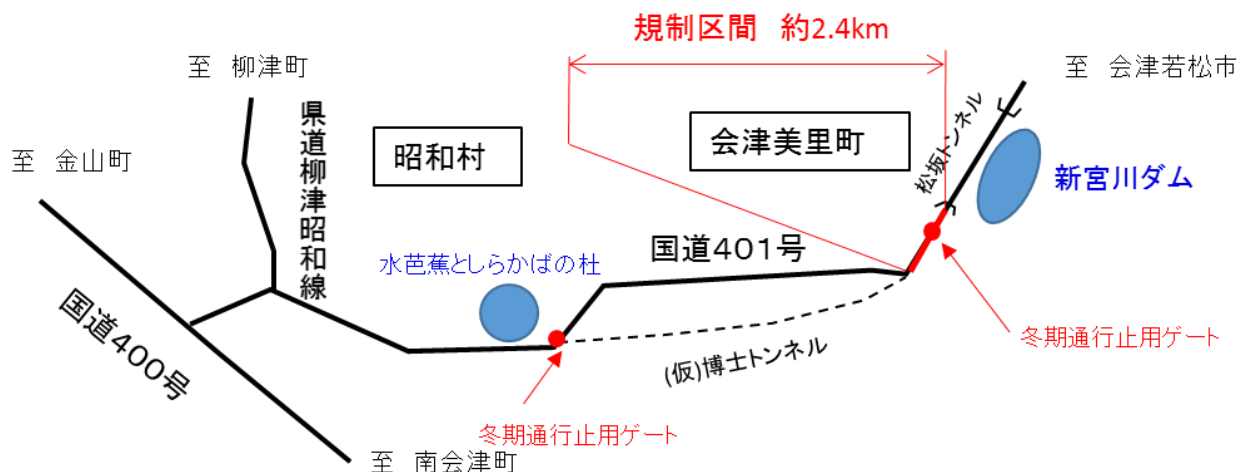 規制区間　約2.4km
至　柳津町
至　会津若松市
県道柳津昭和線
昭和村
会津美里町
松坂トンネル
至　金山町
新宮川ダム
国道401号
水芭蕉としらかばの杜
国道400号
(仮)博士トンネル
冬期通行止用ゲート
冬期通行止用ゲート
至　南会津町